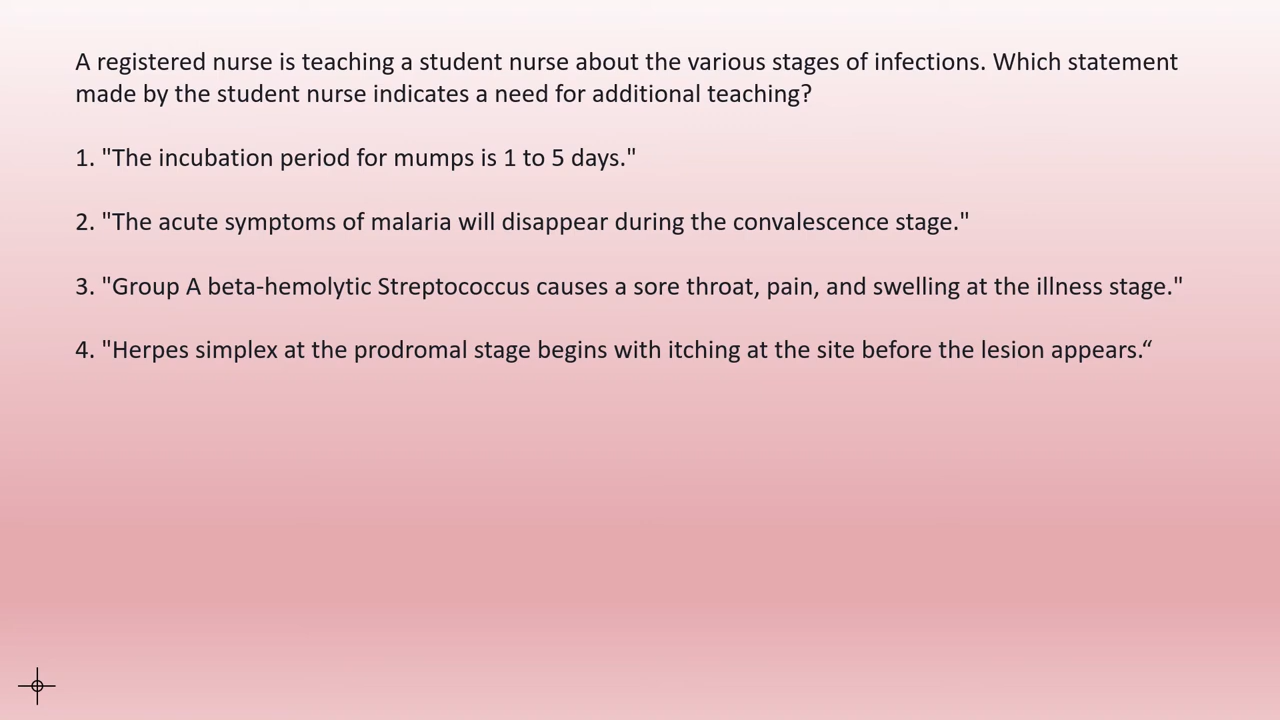 A registered nurse is teaching a student nurse about the various stages of infections. Which statement
made by the student nurse indicates a need for additional teaching?
1. "The incubation period for mumps is 1 to 5 days."
2. "The acute symptoms of malaria will disappear during the convalescence stage."
3. "Group A beta-hemolytic Streptococcus causes a sore throat, pain, and swelling at the illness stage."
4. "Herpes simplex at the prodromal stage begins with itching at the site before the lesion appears.“